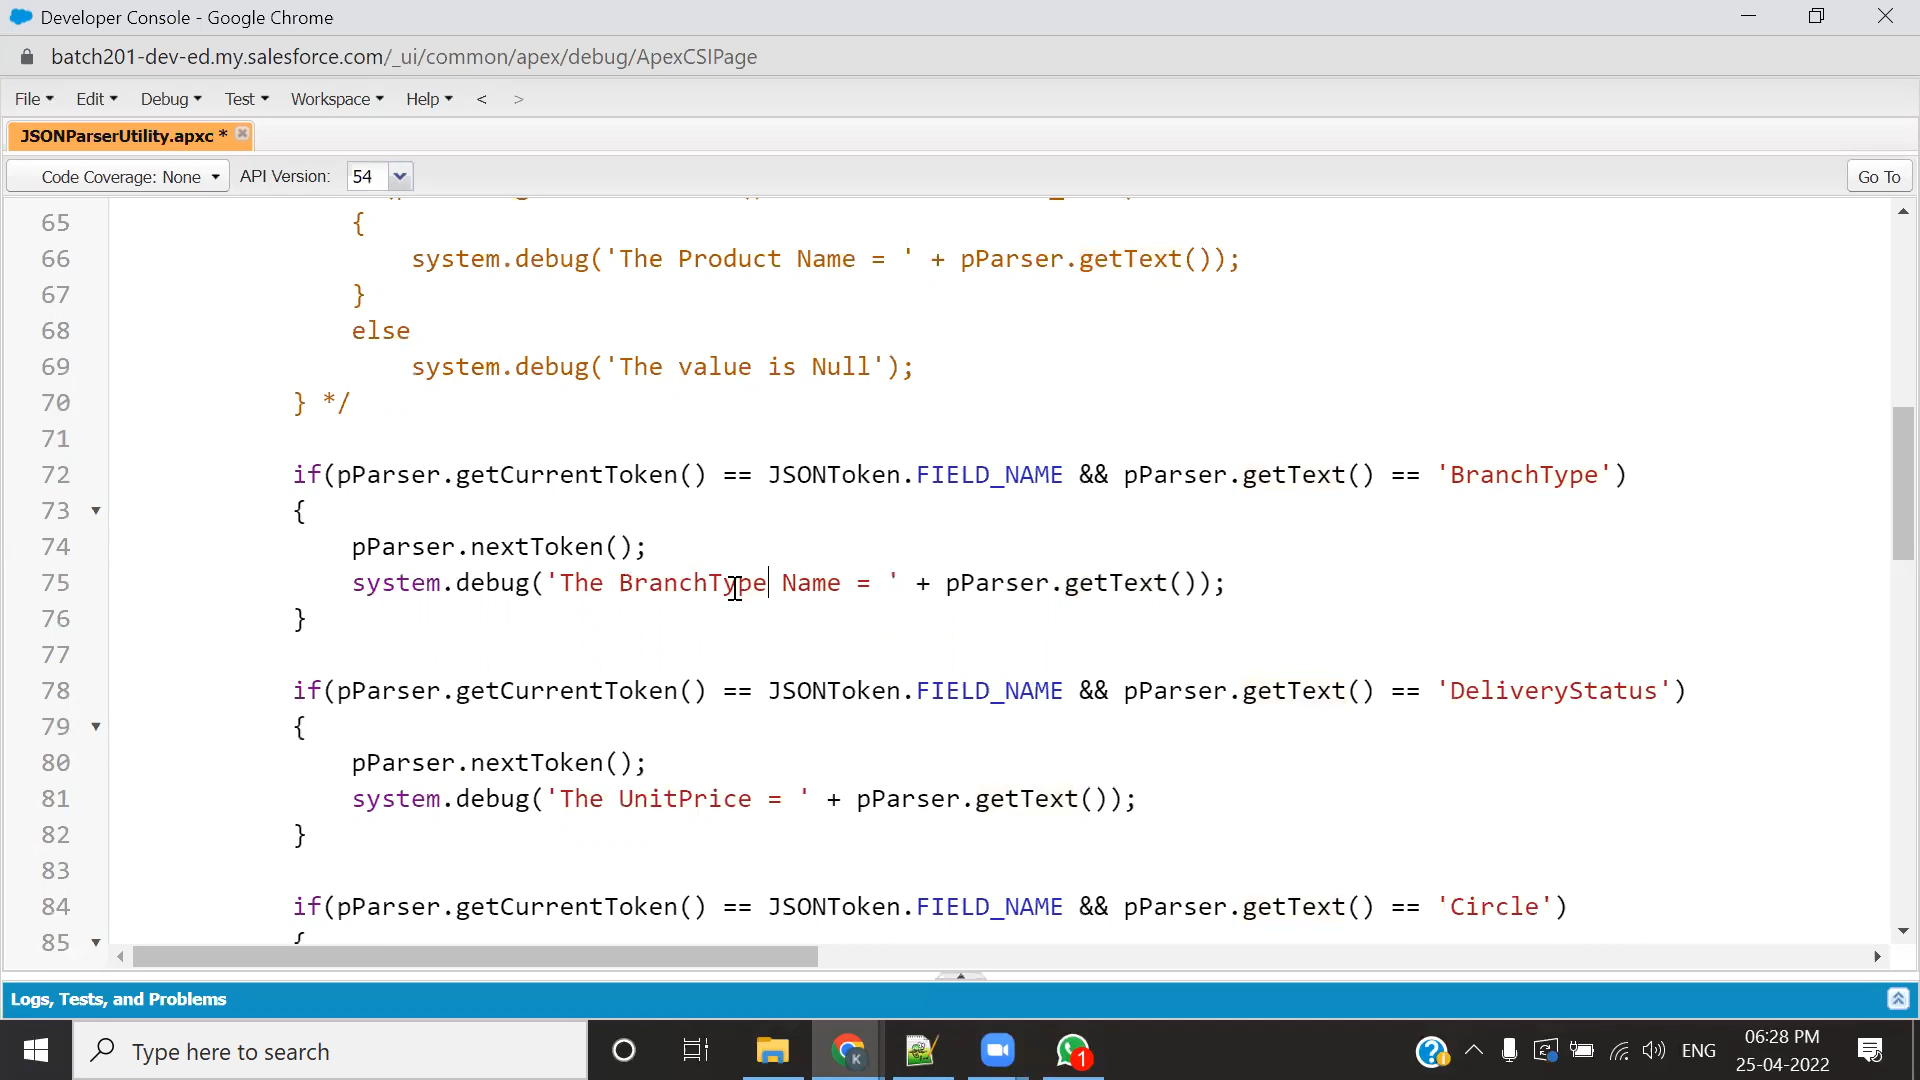 Developer Console - Google Chrome
batch201-dev-ed.my.salesforce.com/_ui/common/apex/debug/ApexCSIPage
File Edit Debug Test Workspace Help < >
JSONParserUtility.apxc *
Code Coverage: None API Version: 54 Go To
65 {
66 system.debug('The Product Name = ' + pParser.getText());
67 }
68 else
69 system.debug('The value is Null');
70 } */
71
72 if(pParser.getCurrentToken() == JSONToken.FIELD_NAME && pParser.getText() == 'BranchType')
73 {
74 pParser.nextToken();
75 system.debug('The BranchType Name = ' + pParser.getText());
76 }
77
78 if(pParser.getCurrentToken() == JSONToken.FIELD_NAME && pParser.getText() == 'DeliveryStatus')
79 {
80 pParser.nextToken();
81 system.debug('The UnitPrice = ' + pParser.getText());
82 }
83
84 if(pParser.getCurrentToken() == JSONToken.FIELD_NAME && pParser.getText() == 'Circle')
85 {
Logs, Tests, and Problems
Type here to search
K
1
ENG
06:28 PM
25-04-2022